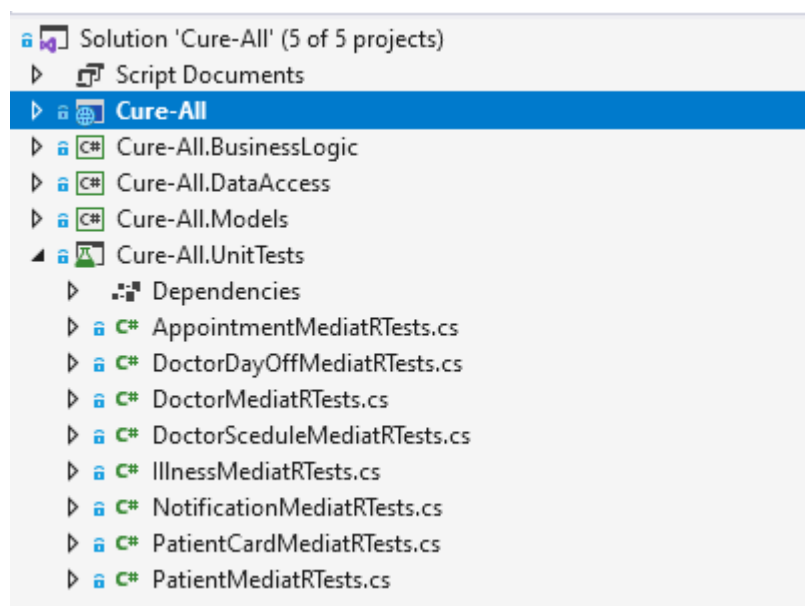 Solution 'Cure-All' (5 of 5 projects)
Script Documents
Cure-All
C# Cure-All.BusinessLogic
C# Cure-All.DataAccess
C# Cure-All.Models
Cure-All.UnitTests
Dependencies
C# AppointmentMediatRTests.cs
C# DoctorDayOffMediatRTests.cs
C# DoctorMediatRTests.cs
C# DoctorSceduleMediatRTests.cs
C# IllnessMediatRTests.cs
C# NotificationMediatRTests.cs
C# PatientCardMediatRTests.cs
C# PatientMediatRTests.cs